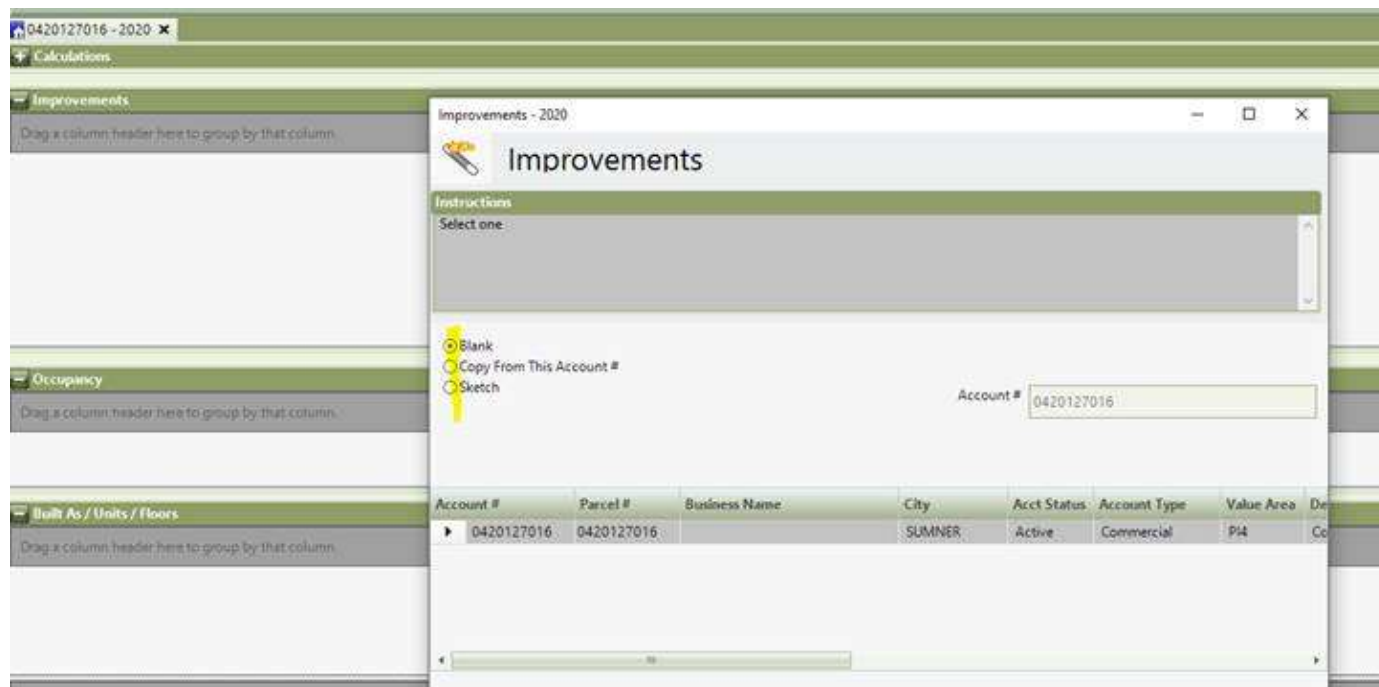 0420127016 - 2020
Calculations
Improvements
Drag a column header here to group by that column.
Improvements - 2020
Improvements
Instructions
Select one
Blank
Copy From This Account #
Sketch
Account # 0420127016
Occupancy
Drag a column header here to group by that column.
Account # Parcel # Business Name City Acct Status Account Type Value Area De
0420127016 0420127016 SUMNER Active Commercial PI4 Co
Built As / Units / Floors
Drag a column header here to group by that column.